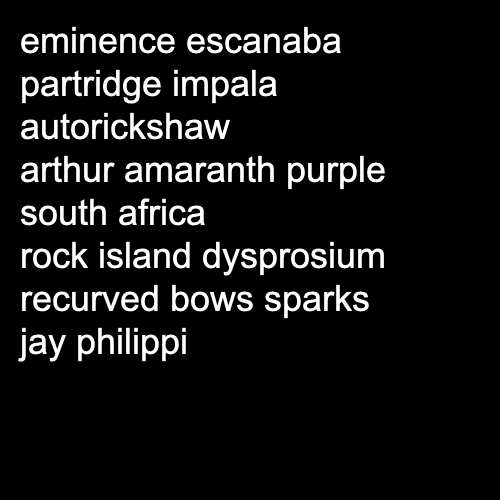 eminence escanaba
partridge impala
autorickshaw
arthur amaranth purple
south africa
rock island dysprosium
recurved bows sparks
jay philippi